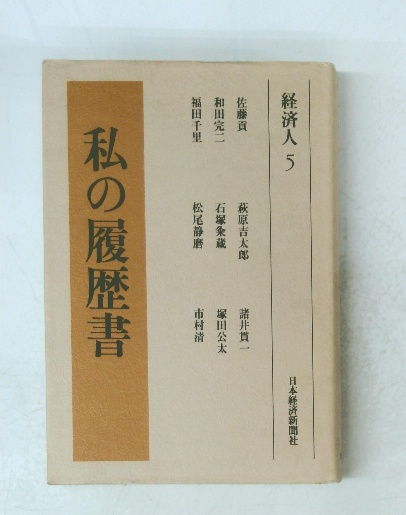 経済人 5
佐藤貢
萩原吉太郎
諸井貫一
和田完二
石塚粂蔵
塚田公太
福田千里
松尾静磨
市村清
私の履歴書
日本経済新聞社